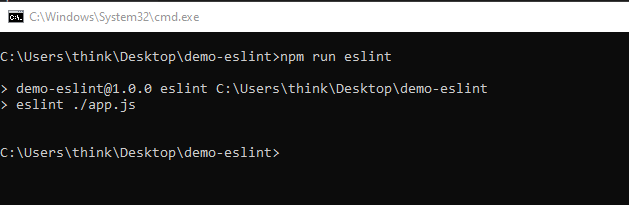 C:\Windows\System32\cmd.exe
C:\Users\think\Desktop\demo-eslint>npm run eslint
> demo-eslint@1.0.0 eslint C:\Users\think\Desktop\demo-eslint
> eslint ./app.js
C:\Users\think\Desktop\demo-eslint>